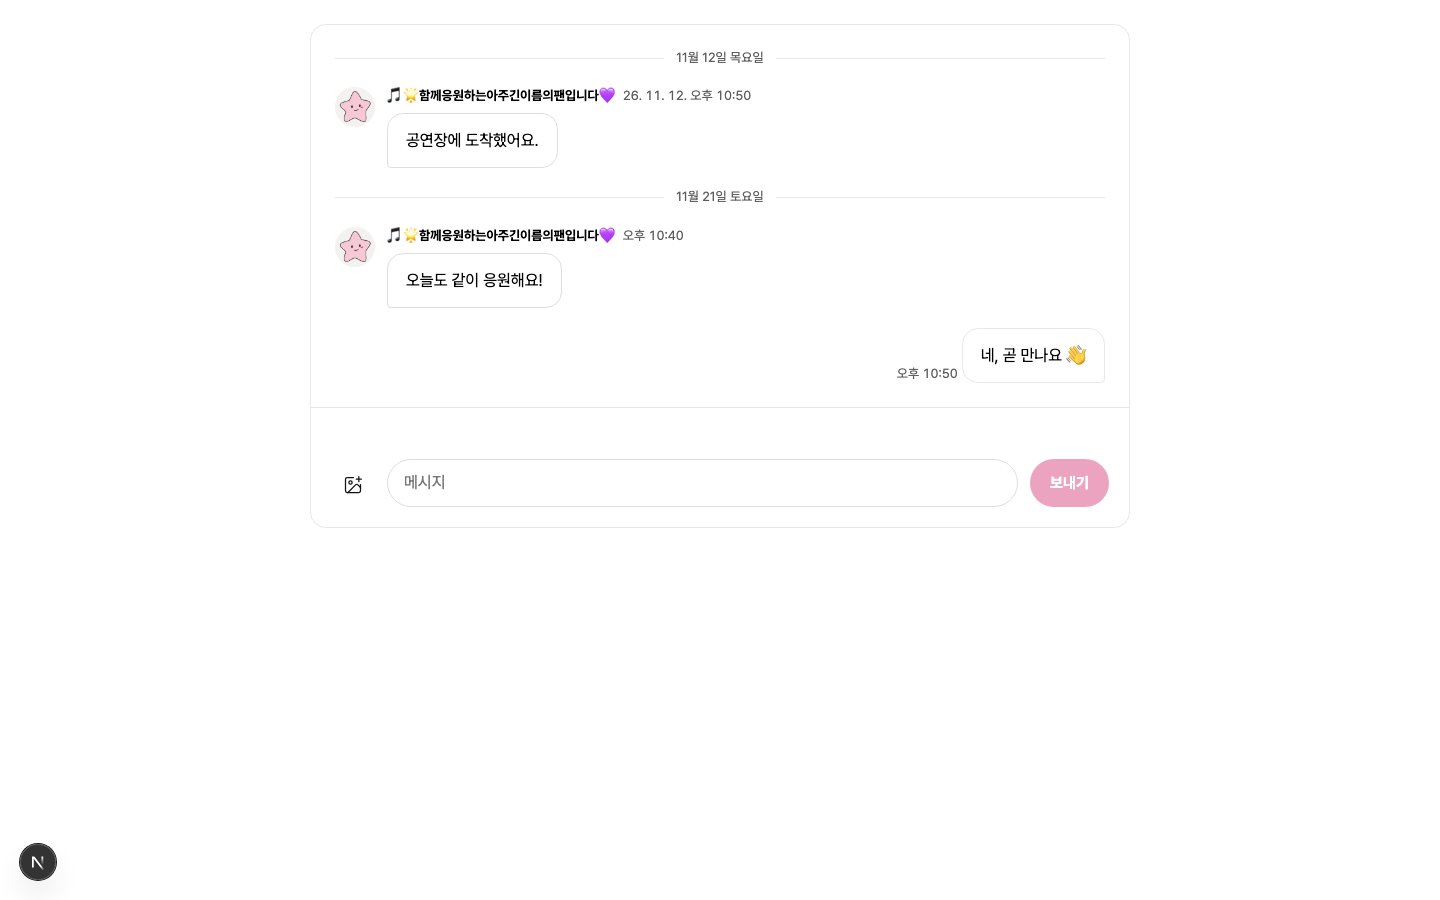 11월 12일 목요일
🎵🌟함께응원하는아주긴이름의팬입니다💜 26. 11. 12. 오후 10:50
공연장에 도착했어요.
11월 21일 토요일
🎵🌟함께응원하는아주긴이름의팬입니다💜 오후 10:40
오늘도 같이 응원해요!
네, 곧 만나요 👋
오후 10:50
메시지
보내기
N